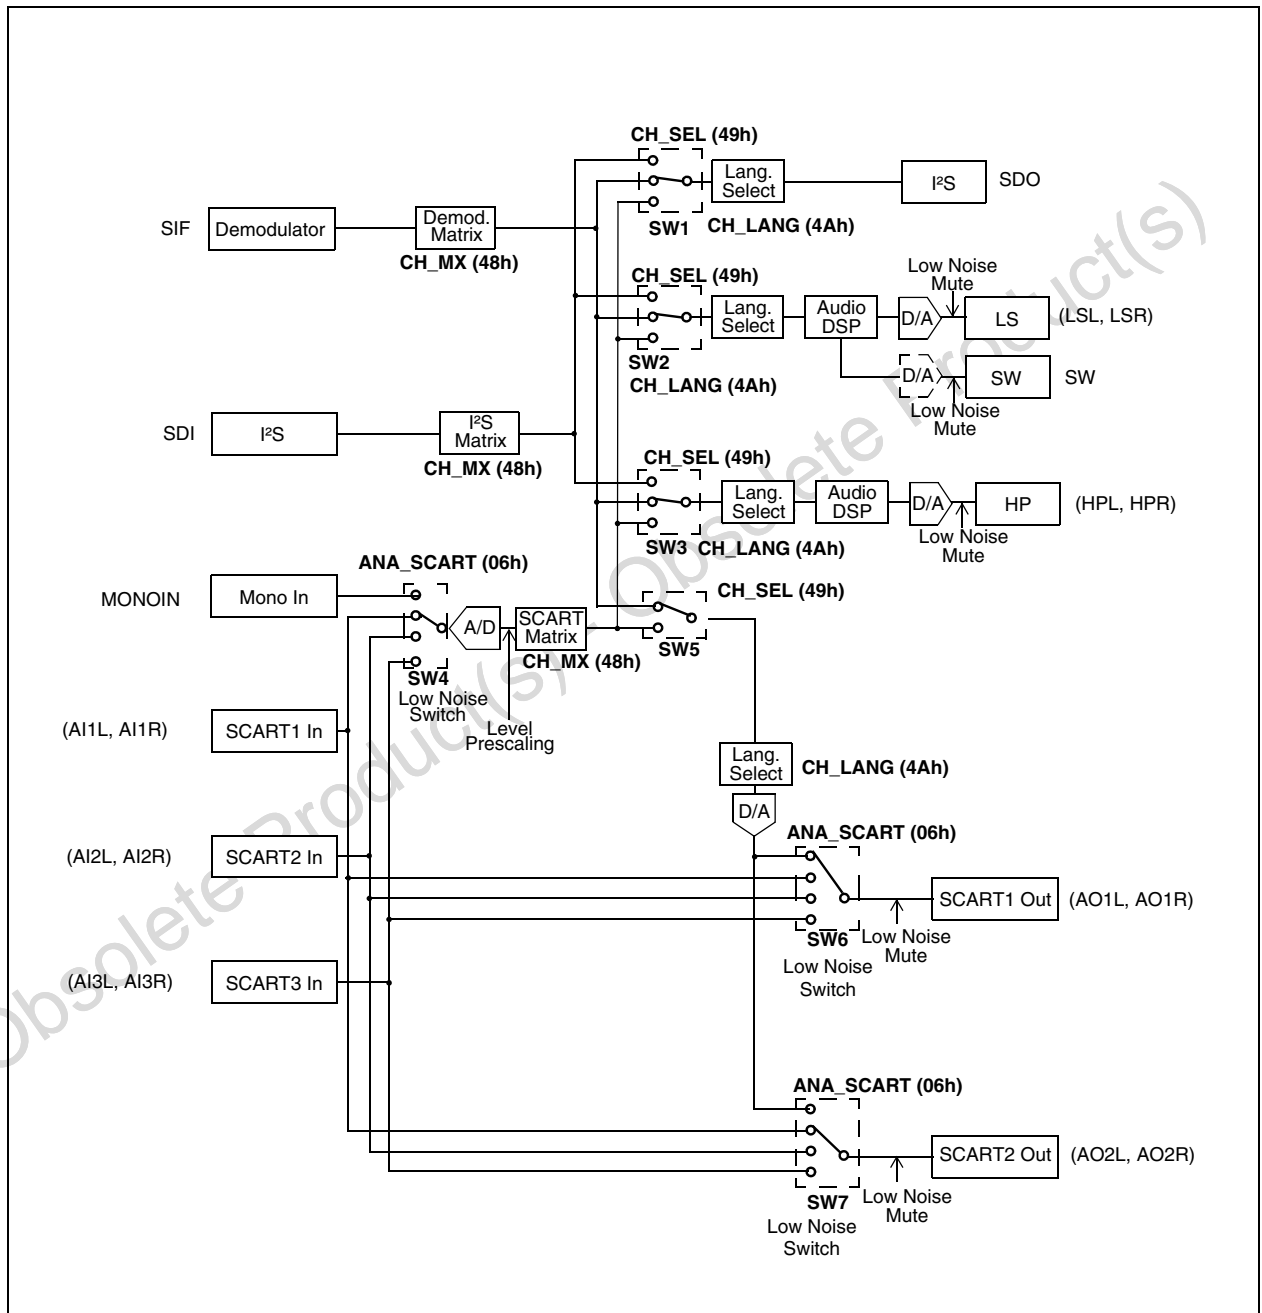 CH_SEL (49h)
Lang.
Select
I²S
SDO
SW1
CH_LANG (4Ah)
SIF
Demodulator
Demod.
Matrix
CH_MX (48h)
CH_SEL (49h)
Lang.
Select
Audio
DSP
D/A
Low Noise
Mute
LS
(LSL, LSR)
SW2
CH_LANG (4Ah)
D/A
SW
SW
Low Noise
Mute
SDI
I²S
I²S
Matrix
CH_MX (48h)
CH_SEL (49h)
Lang.
Select
Audio
DSP
D/A
HP
(HPL, HPR)
SW3
CH_LANG (4Ah)
Low Noise
Mute
ANA_SCART (06h)
MONOIN
Mono In
A/D
SCART
Matrix
CH_MX (48h)
CH_SEL (49h)
SW5
SW4
Low Noise
Switch
Level
Prescaling
(AI1L, AI1R)
SCART1 In
Lang.
Select
CH_LANG (4Ah)
D/A
(AI2L, AI2R)
SCART2 In
ANA_SCART (06h)
SCART1 Out
(AO1L, AO1R)
SW6
Low Noise
Mute
Low Noise
Switch
(AI3L, AI3R)
SCART3 In
ANA_SCART (06h)
SCART2 Out
(AO2L, AO2R)
SW7
Low Noise
Mute
Low Noise
Switch
Obsolete Product(s) - Obsolete Product(s)